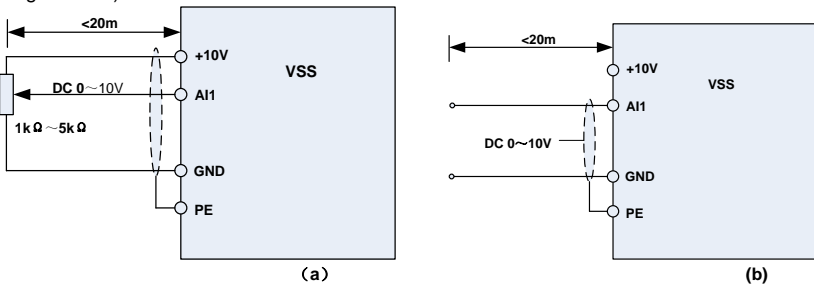 <20m
+10V
VSS
DC 0～10V
AI1
1kΩ～5kΩ
GND
PE
（a）
<20m
+10V
VSS
AI1
DC 0～10V
GND
PE
(b)